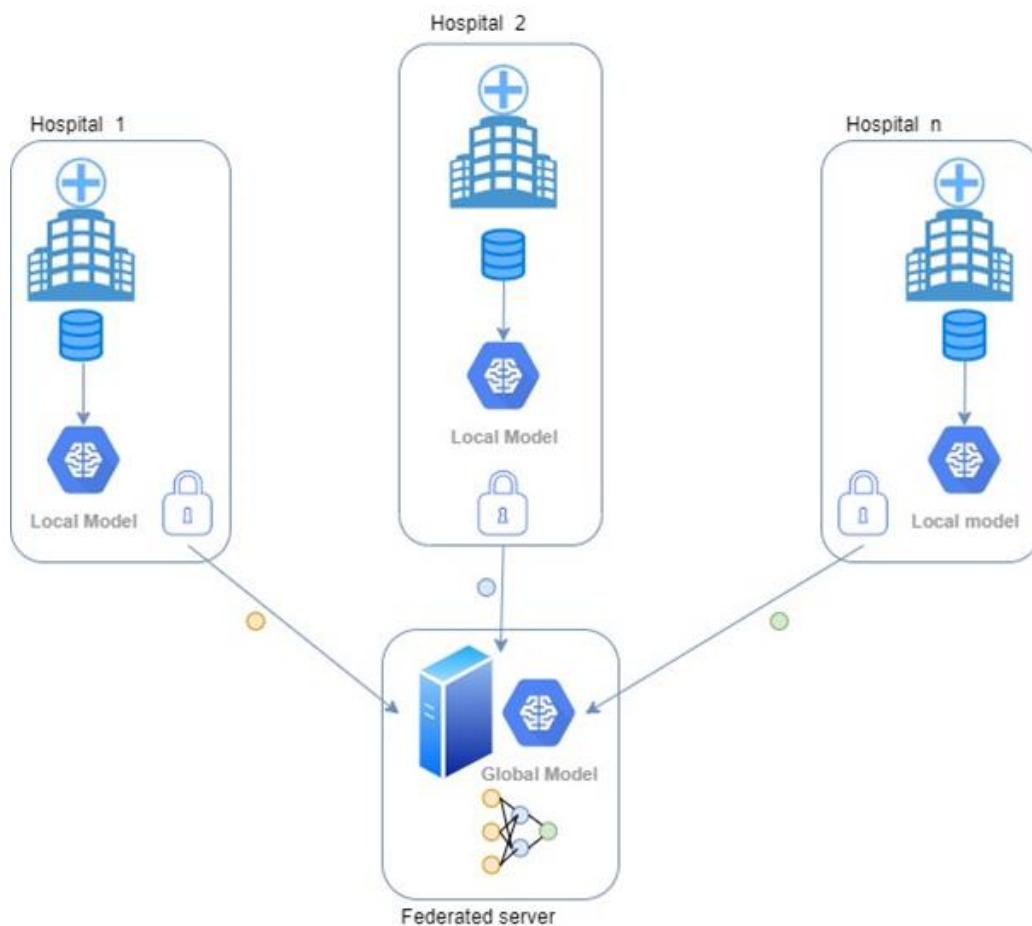 Hospital 2
Hospital 1
Hospital n
Local Model
Local Model
Local model
Global Model
Federated server